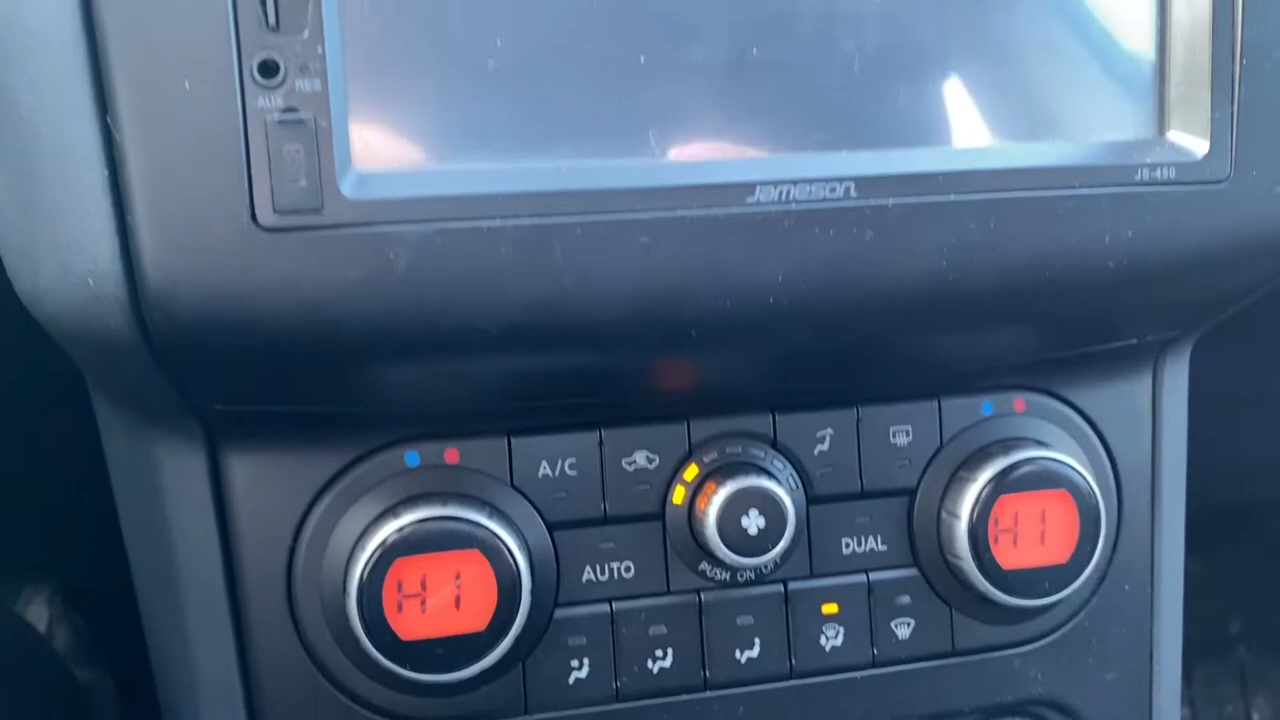 RES
AUX
Jameson
JS-450
A/C
AUTO
PUSH ON·OFF
DUAL
HI
HI